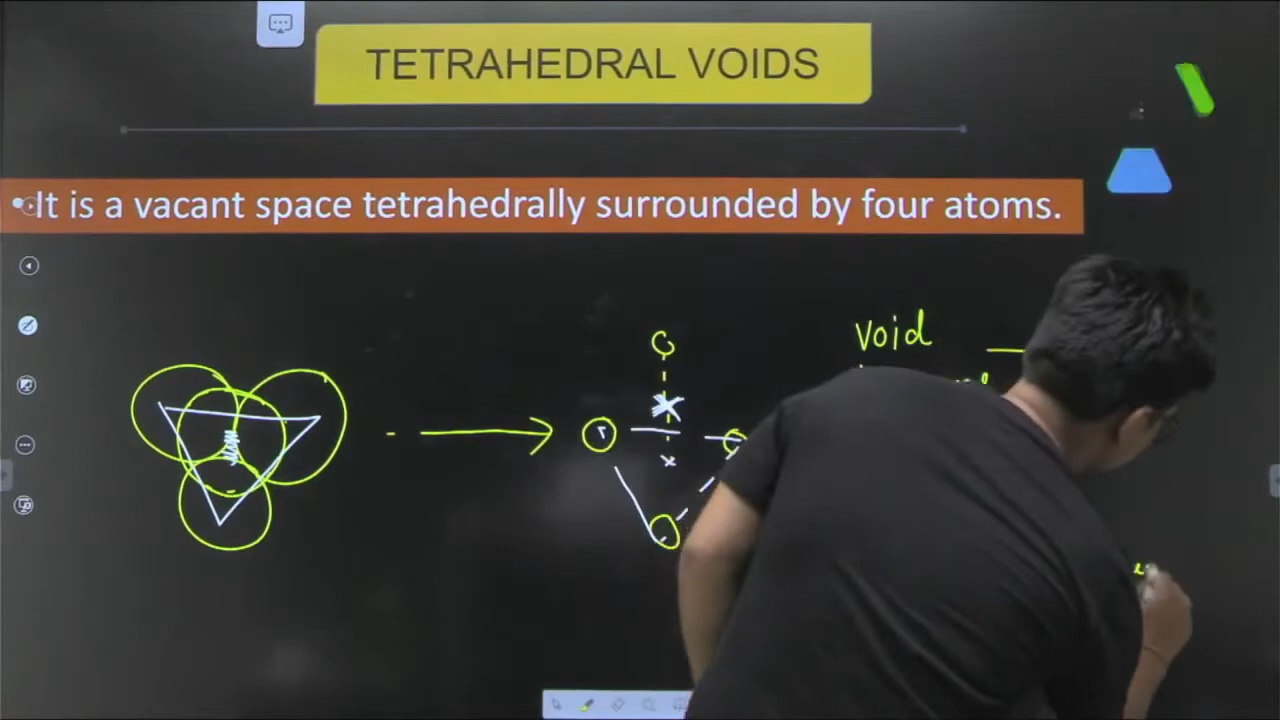 TETRAHEDRAL VOIDS
• It is a vacant space tetrahedrally surrounded by four atoms.
void